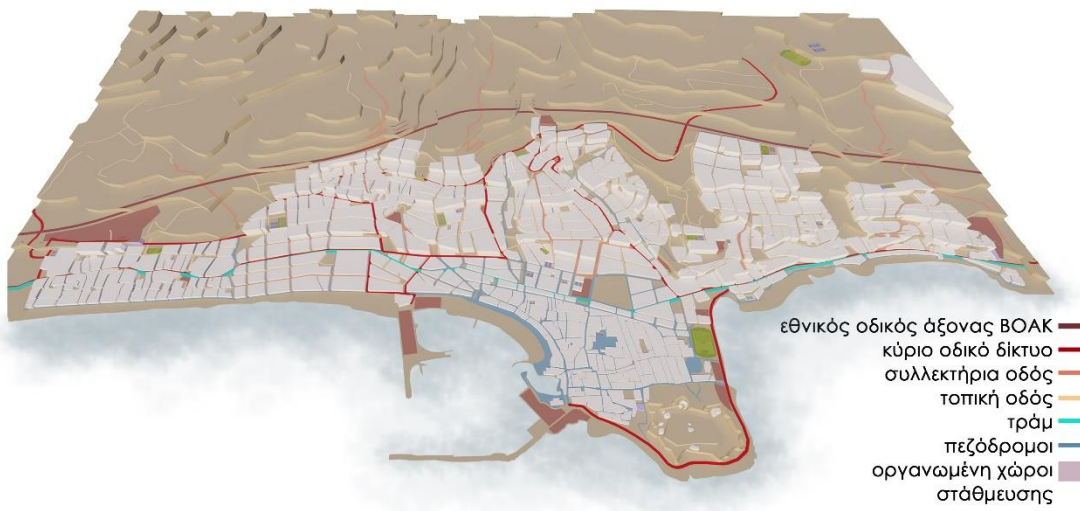 εθνικός οδικός άξονας ΒΟΑΚ
κύριο οδικό δίκτυο
συλλεκτήρια οδός
τοπική οδός
τράμ
πεζόδρομοι
οργανωμένη χώροι
στάθμευσης